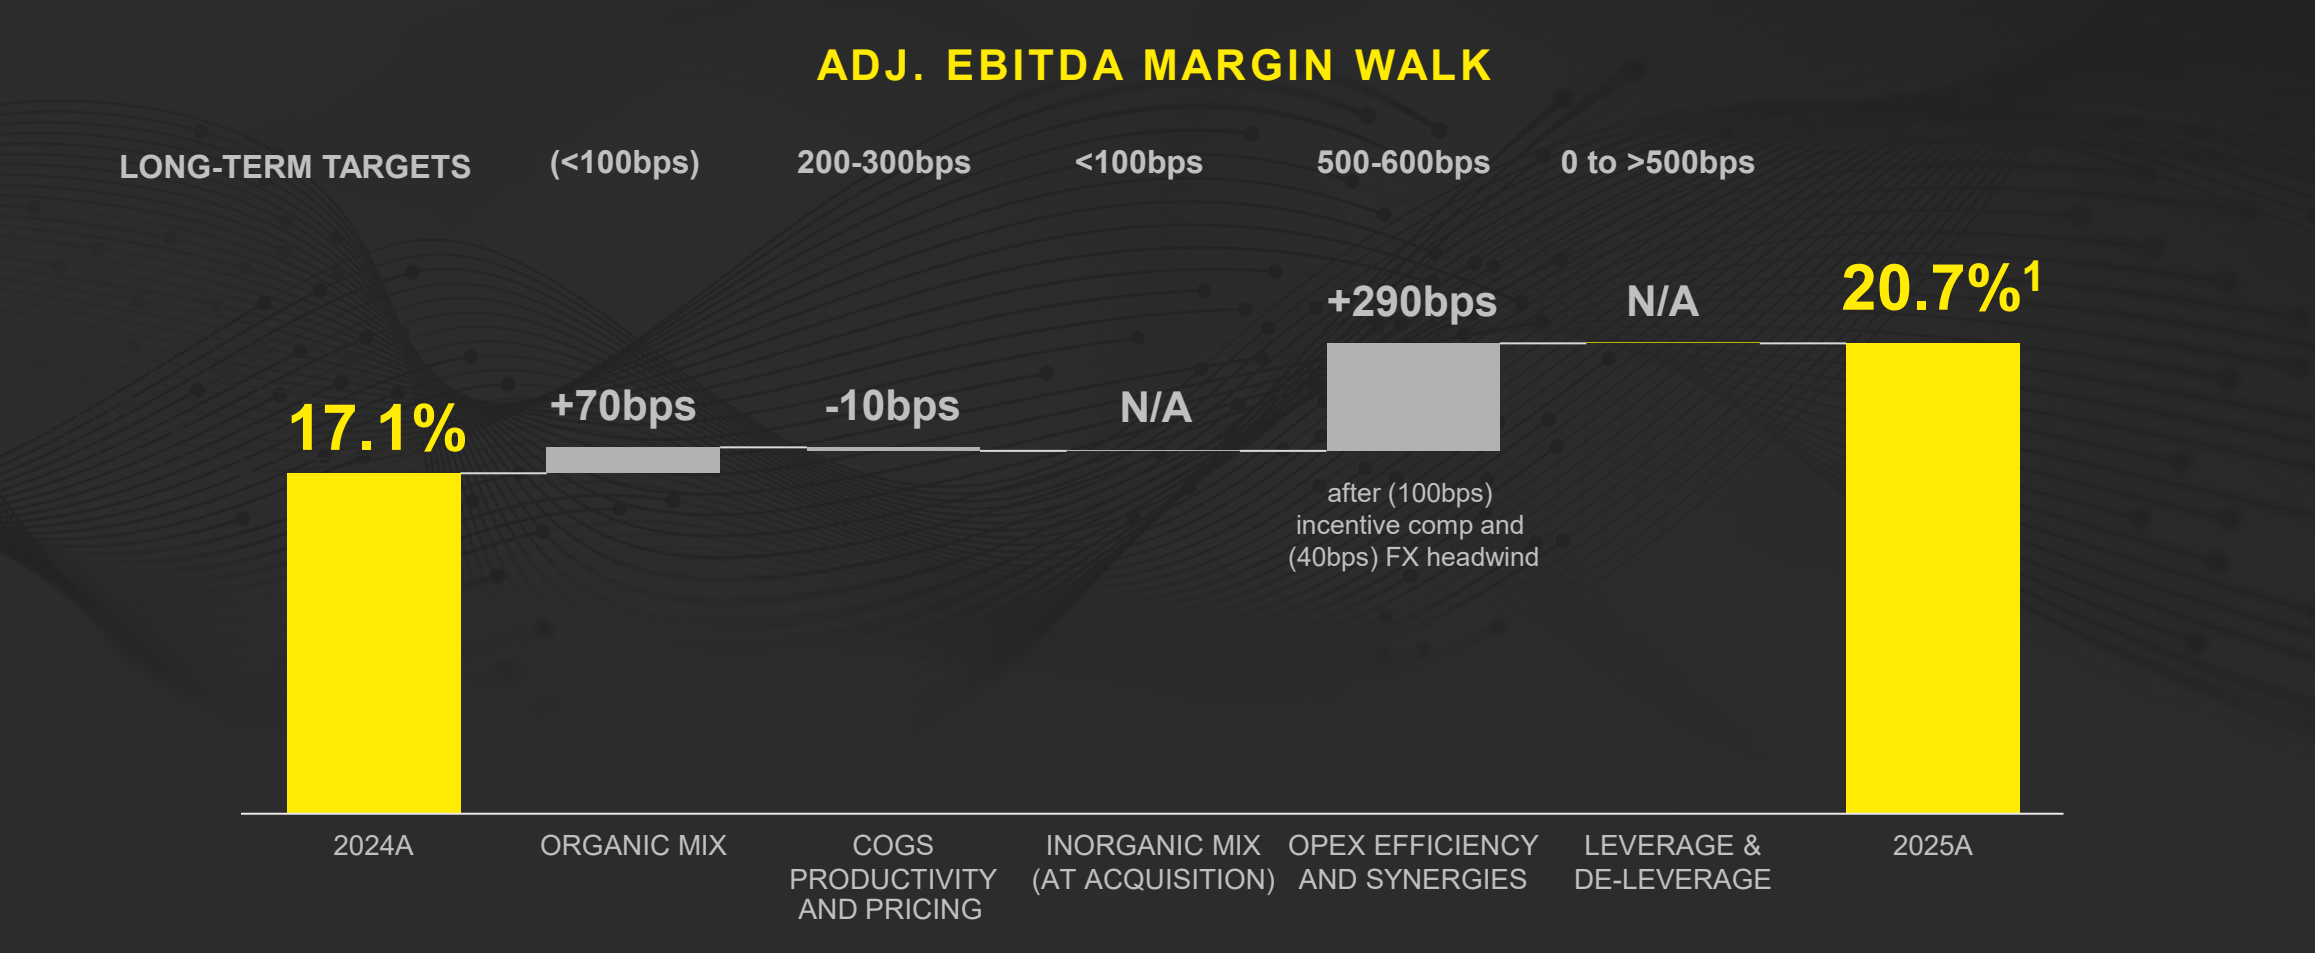 ADJ. EBITDA MARGIN WALK
LONG-TERM TARGETS (<100bps) 200-300bps <100bps 500-600bps 0 to >500bps
17.1% +70bps -10bps N/A +290bps N/A 20.7%¹
after (100bps)
incentive comp and
(40bps) FX headwind
2024A
ORGANIC MIX
COGS
PRODUCTIVITY
AND PRICING
INORGANIC MIX
(AT ACQUISITION)
OPEX EFFICIENCY
AND SYNERGIES
LEVERAGE &
DE-LEVERAGE
2025A